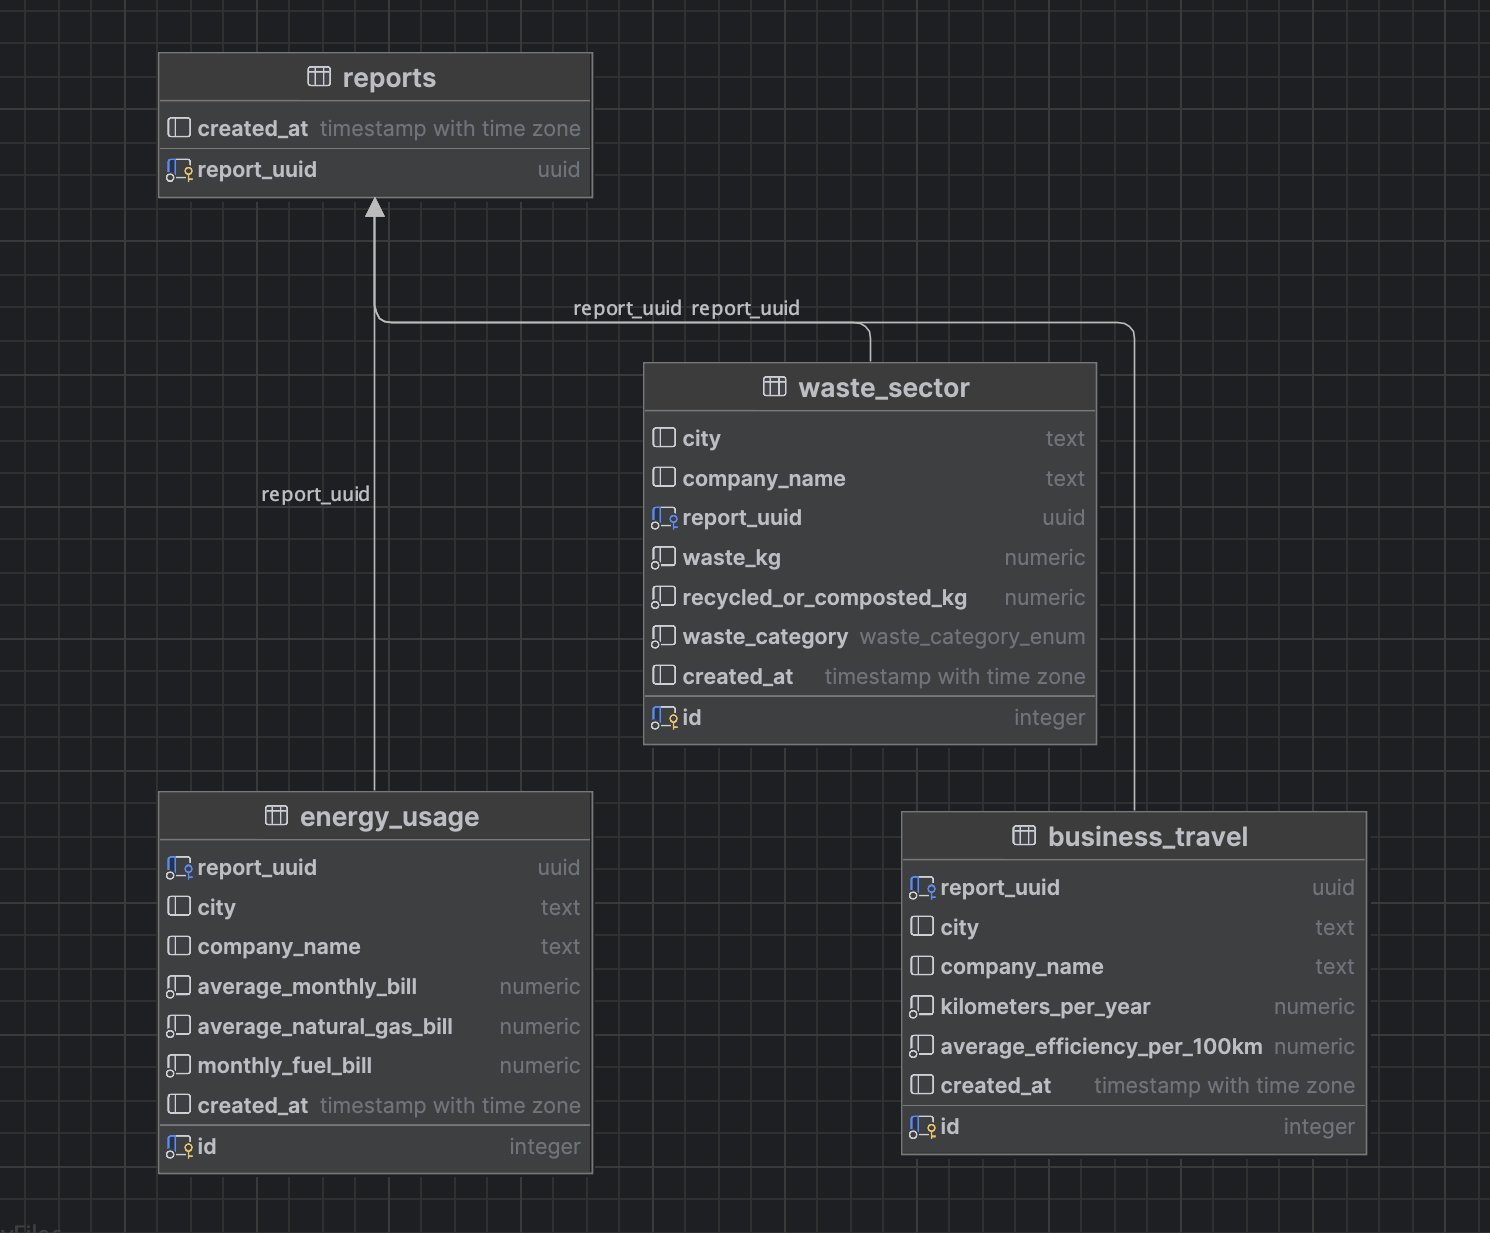 reports
created_at timestamp with time zone
report_uuid uuid
report_uuid report_uuid
waste_sector
city text
company_name text
report_uuid uuid
waste_kg numeric
recycled_or_composted_kg numeric
waste_category waste_category_enum
created_at timestamp with time zone
id integer
report_uuid
energy_usage
report_uuid uuid
city text
company_name text
average_monthly_bill numeric
average_natural_gas_bill numeric
monthly_fuel_bill numeric
created_at timestamp with time zone
id integer
business_travel
report_uuid uuid
city text
company_name text
kilometers_per_year numeric
average_efficiency_per_100km numeric
created_at timestamp with time zone
id integer